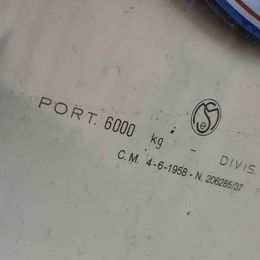 PORT. 6000 kg - DIVIS
C.M. 4-6-1958 - N. 206285/37